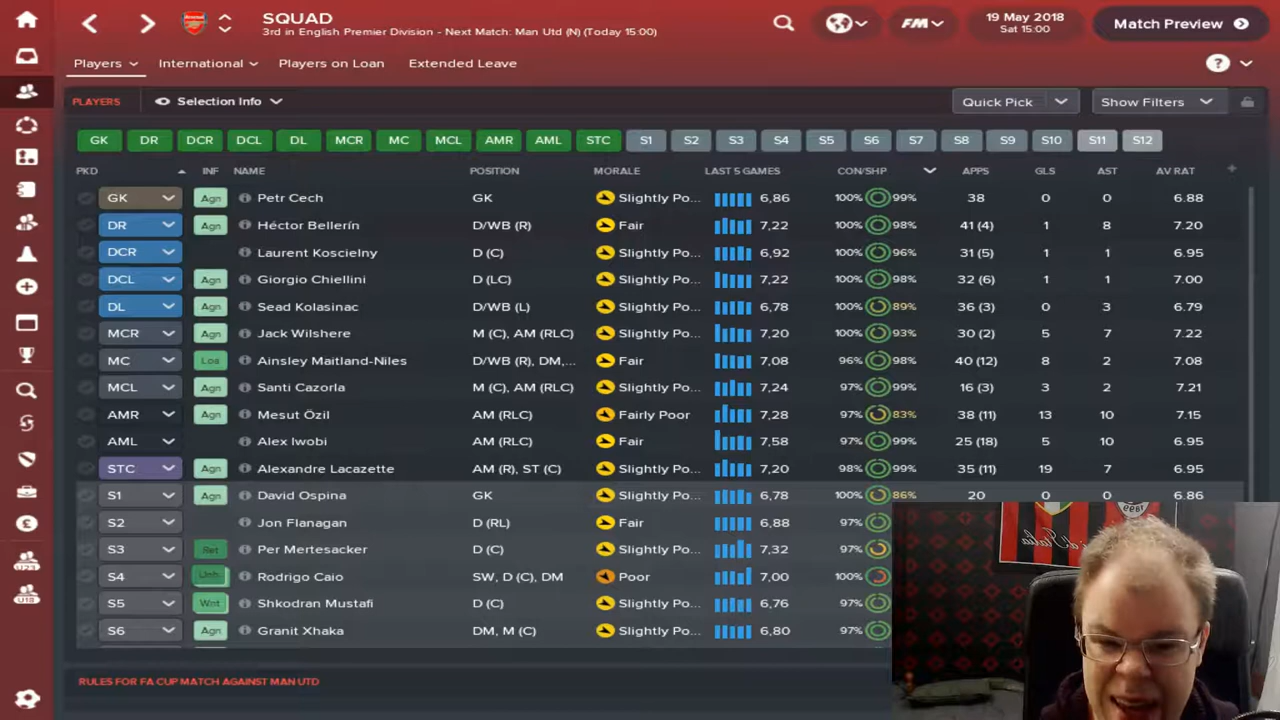 SQUAD
3rd in English Premier Division - Next Match: Man Utd (N) (Today 15:00)
FM
19 May 2018
Sat 15:00
Match Preview
Players
International
Players on Loan
Extended Leave
?
PLAYERS
Selection Info
Quick Pick
Show Filters
GK DR DCR DCL DL MCR MC MCL AMR AML STC S1 S2 S3 S4 S5 S6 S7 S8 S9 S10 S11 S12
PKD INF NAME POSITION MORALE LAST 5 GAMES CON/SHP APPS GLS AST AV RAT
GK Agn Petr Cech GK Slightly Po... 6,86 100% 99% 38 0 0 6.88
DR Agn Héctor Bellerín D/WB (R) Fair 7,22 100% 98% 41 (4) 1 8 7.20
DCR Laurent Koscielny D (C) Slightly Po... 6,92 100% 96% 31 (5) 1 1 6.95
DCL Agn Giorgio Chiellini D (LC) Slightly Po... 7,22 100% 98% 32 (6) 1 1 7.00
DL Agn Sead Kolasinac D/WB (L) Slightly Po... 6,78 100% 89% 36 (3) 0 3 6.79
MCR Agn Jack Wilshere M (C), AM (RLC) Slightly Po... 7,20 100% 93% 30 (2) 5 7 7.22
MC Loa Ainsley Maitland-Niles D/WB (R), DM,... Fair 7,08 96% 98% 40 (12) 8 2 7.08
MCL Agn Santi Cazorla M (C), AM (RLC) Slightly Po... 7,24 97% 99% 16 (3) 3 2 7.21
AMR Agn Mesut Özil AM (RLC) Fairly Poor 7,28 97% 83% 38 (11) 13 10 7.15
AML Alex Iwobi AM (RLC) Fair 7,58 97% 99% 25 (18) 5 10 6.95
STC Agn Alexandre Lacazette AM (R), ST (C) Slightly Po... 7,20 98% 99% 35 (11) 19 7 6.95
S1 Agn David Ospina GK Slightly Po... 6,78 100% 86% 20 0 0 6.86
S2 Jon Flanagan D (RL) Fair 6,88 97%
S3 Ret Per Mertesacker D (C) Slightly Po... 7,32 97%
S4 Unh Rodrigo Caio SW, D (C), DM Poor 7,00 100%
S5 Wnt Shkodran Mustafi D (C) Slightly Po... 6,76 97%
S6 Agn Granit Xhaka DM, M (C) Slightly Po... 6,80 97%
RULES FOR FA CUP MATCH AGAINST MAN UTD
U23
U18